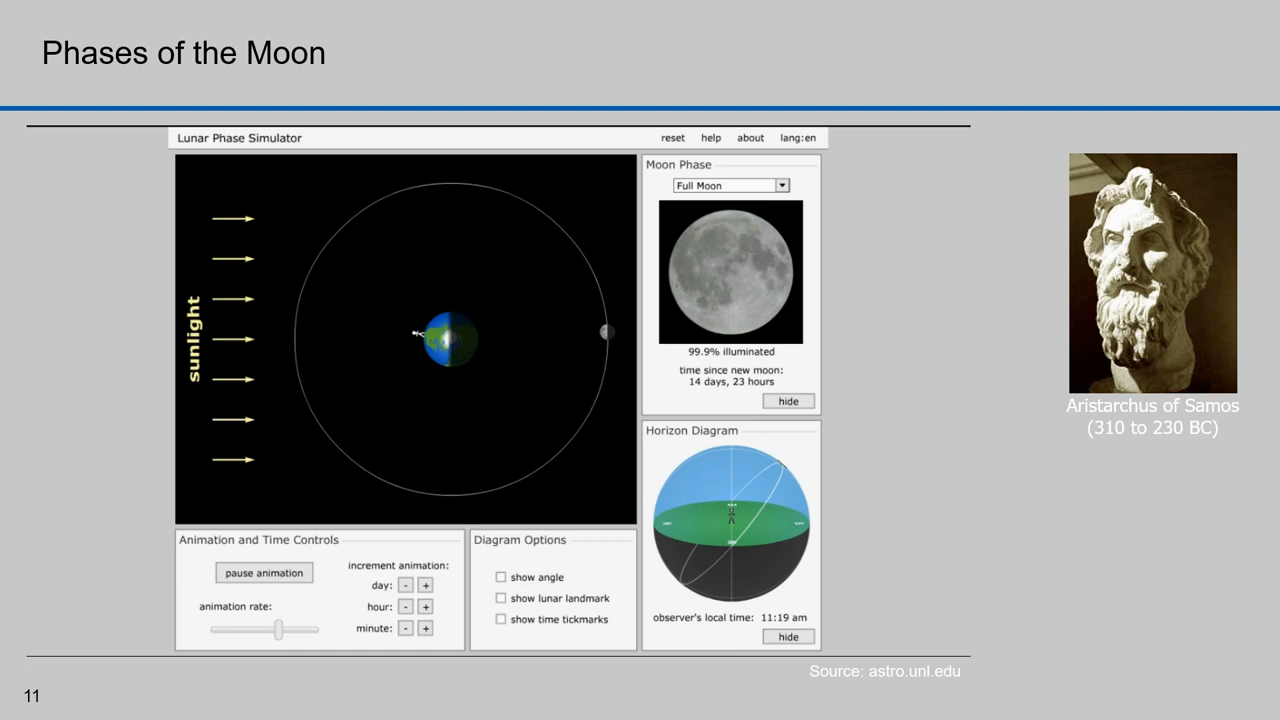 Phases of the Moon
Lunar Phase Simulator
reset help about lang:en
sunlight
Moon Phase
Full Moon
99.9% illuminated
time since new moon:
14 days, 23 hours
hide
Horizon Diagram
observer's local time: 11:19 am
hide
Animation and Time Controls
pause animation
increment animation:
day: - +
animation rate:
hour: - +
minute: - +
Diagram Options
show angle
show lunar landmark
show time tickmarks
Aristarchus of Samos
(310 to 230 BC)
Source: astro.unl.edu
11